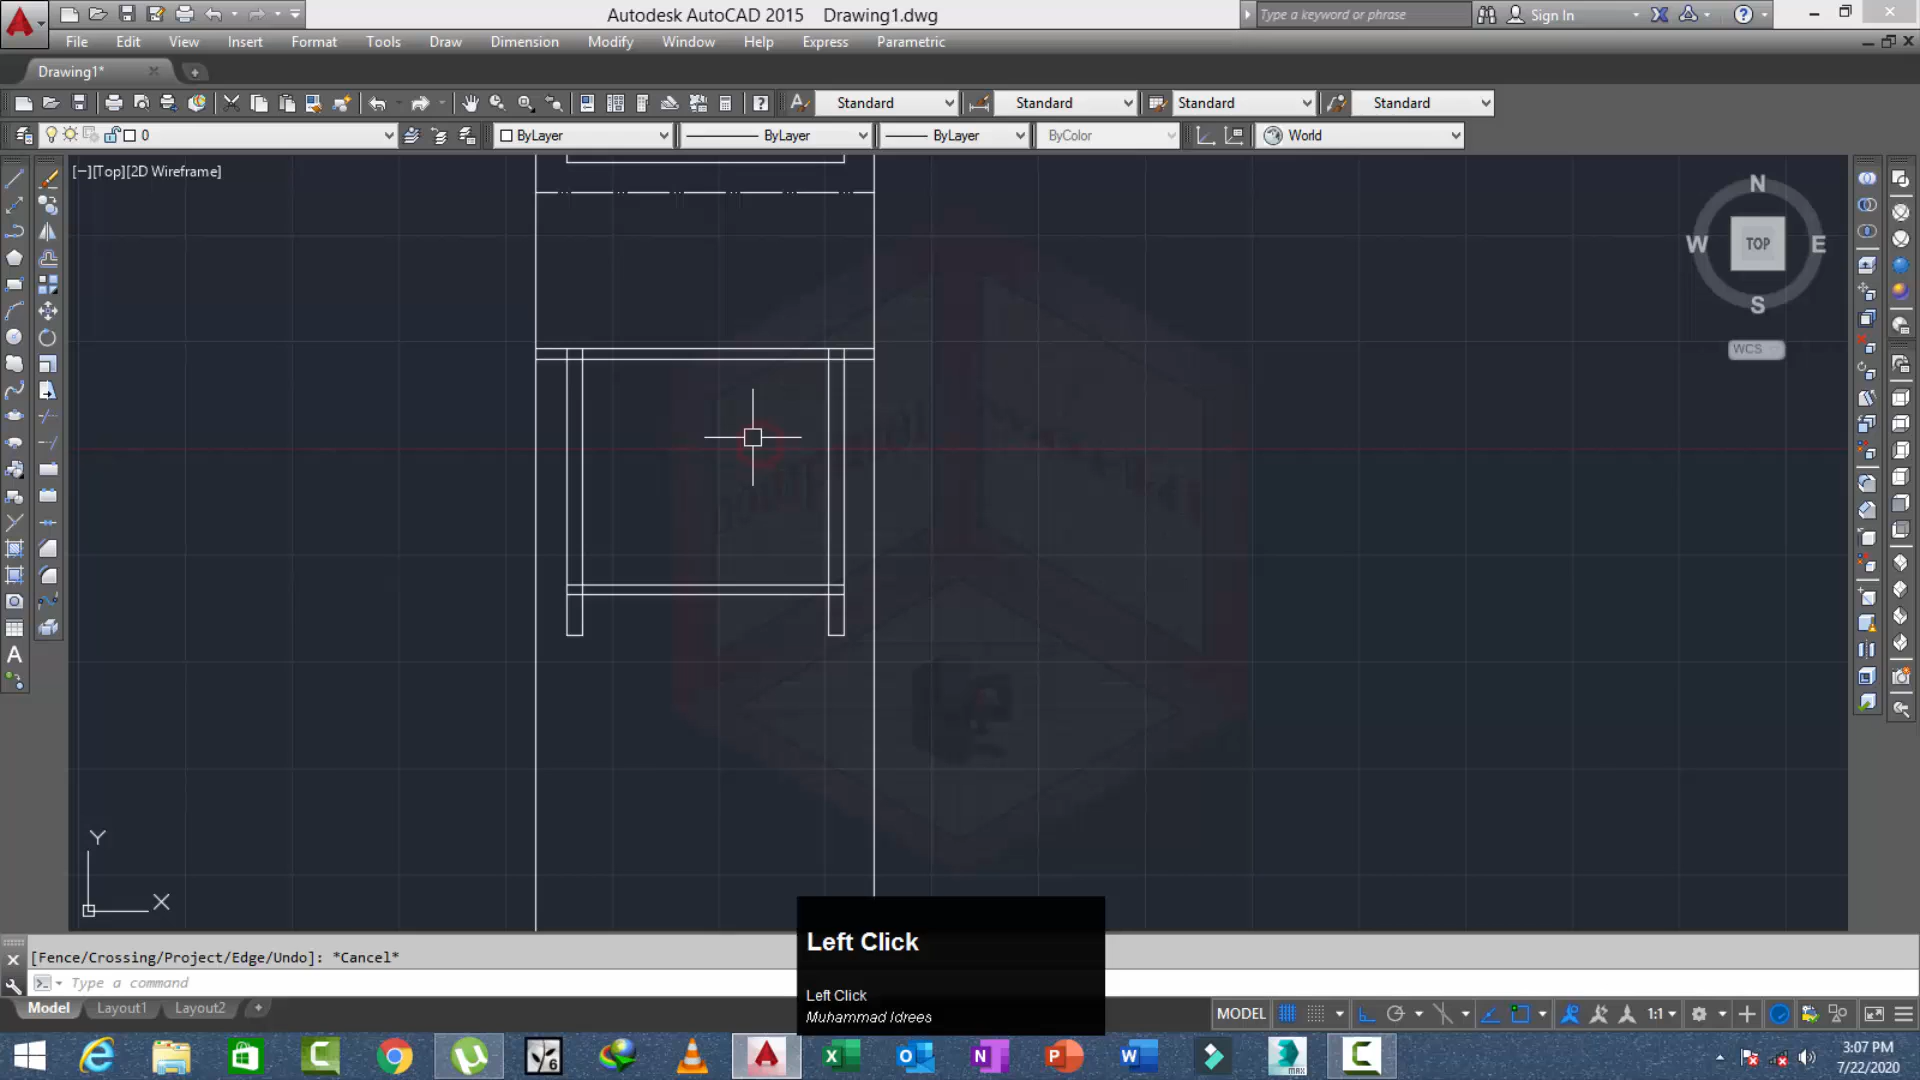 Autodesk AutoCAD 2015 Drawing1.dwg
Type a keyword or phrase
Sign In
File Edit View Insert Format Tools Draw Dimension Modify Window Help Express Parametric
Drawing1*
Standard Standard Standard Standard
0 ByLayer ByLayer ByLayer ByColor World
[−][Top][2D Wireframe]
N
W TOP E
S
WCS
Y
X
[Fence/Crossing/Project/Edge/Undo]: *Cancel*
Type a command
Left Click
Left Click
Muhammad Idrees
Model Layout1 Layout2
MODEL 1:1
3:07 PM
7/22/2020